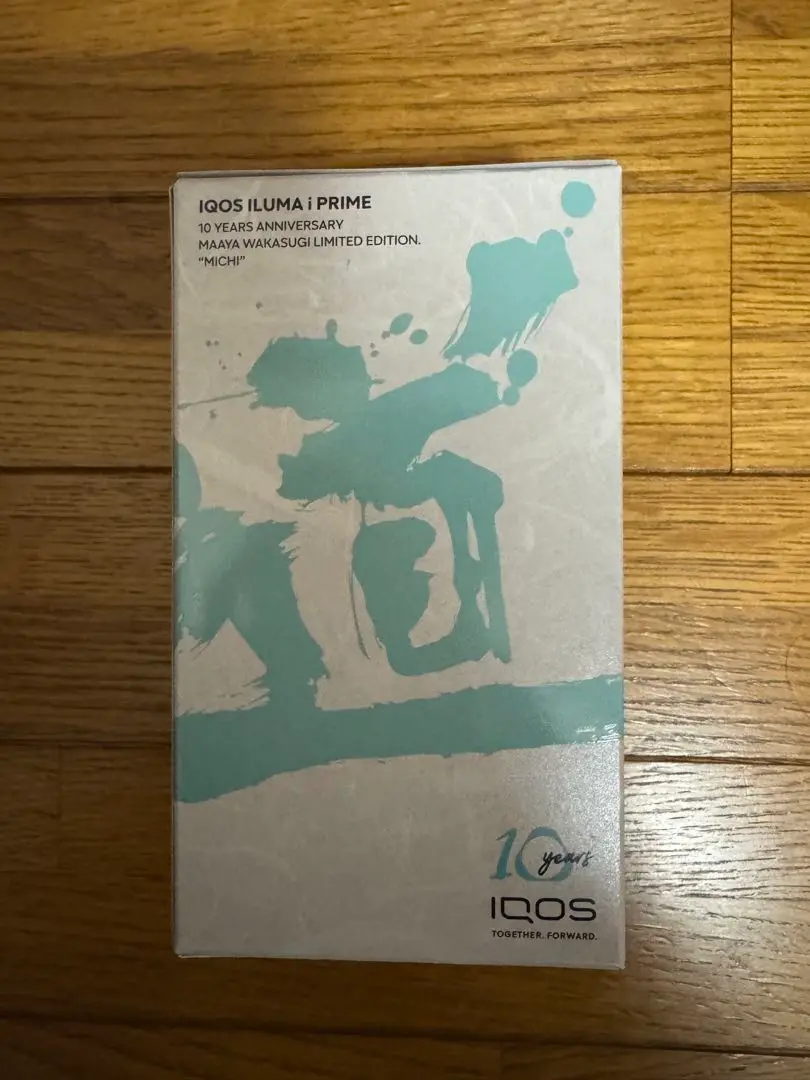 IQOS ILUMA i PRIME
10 YEARS ANNIVERSARY
MAAYA WAKASUGI LIMITED EDITION.
“MICHI”
道
10 years
IQOS
TOGETHER. FORWARD.